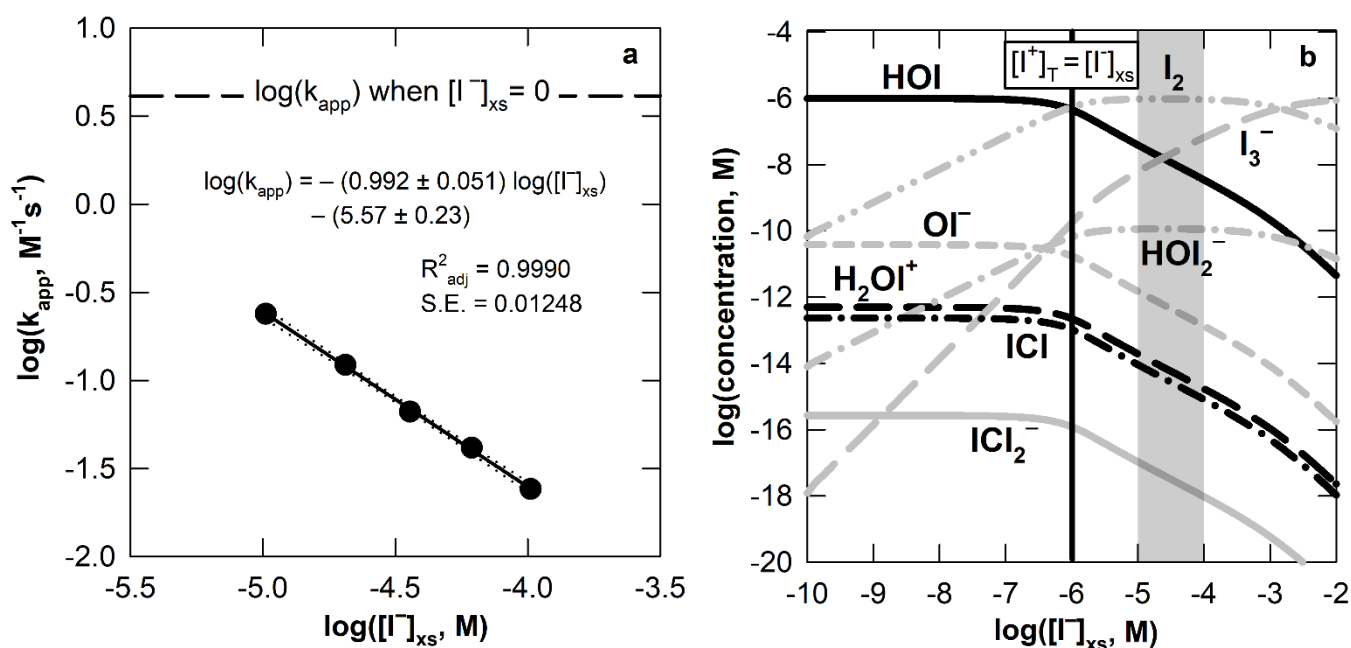 a
log(k_app) when [I⁻]_xs = 0
log(k_app) = – (0.992 ± 0.051) log([I⁻]_xs)
– (5.57 ± 0.23)
R²_adj = 0.9990
S.E. = 0.01248
1.0
0.5
0.0
-0.5
-1.0
-1.5
-2.0
log(k_app, M⁻¹s⁻¹)
-5.5 -5.0 -4.5 -4.0 -3.5
log([I⁻]_xs, M)
b
[I⁺]_T = [I⁻]_xs
HOI
I₂
I₃⁻
OI⁻
HOI₂⁻
H₂OI⁺
ICl
ICl₂⁻
-4
-6
-8
-10
-12
-14
-16
-18
-20
log(concentration, M)
-10 -9 -8 -7 -6 -5 -4 -3 -2
log([I⁻]_xs, M)